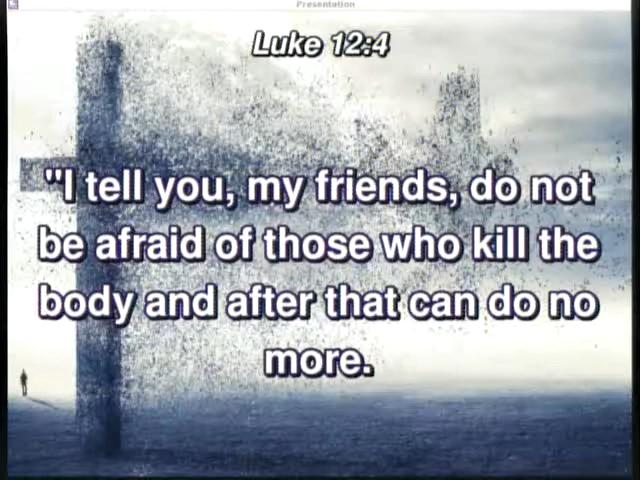 Presentation
Luke 12:4
"I tell you, my friends, do not
be afraid of those who kill the
body and after that can do no
more.